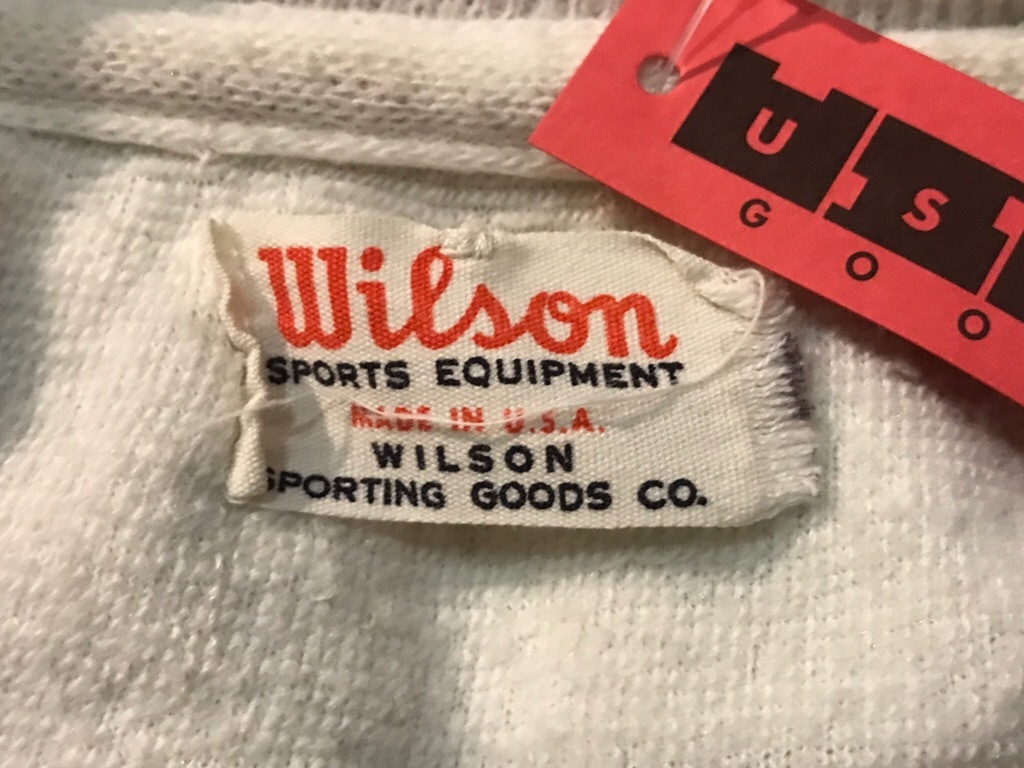 Wilson
SPORTS EQUIPMENT
MADE IN U.S.A.
WILSON
SPORTING GOODS CO.
U S
G O O